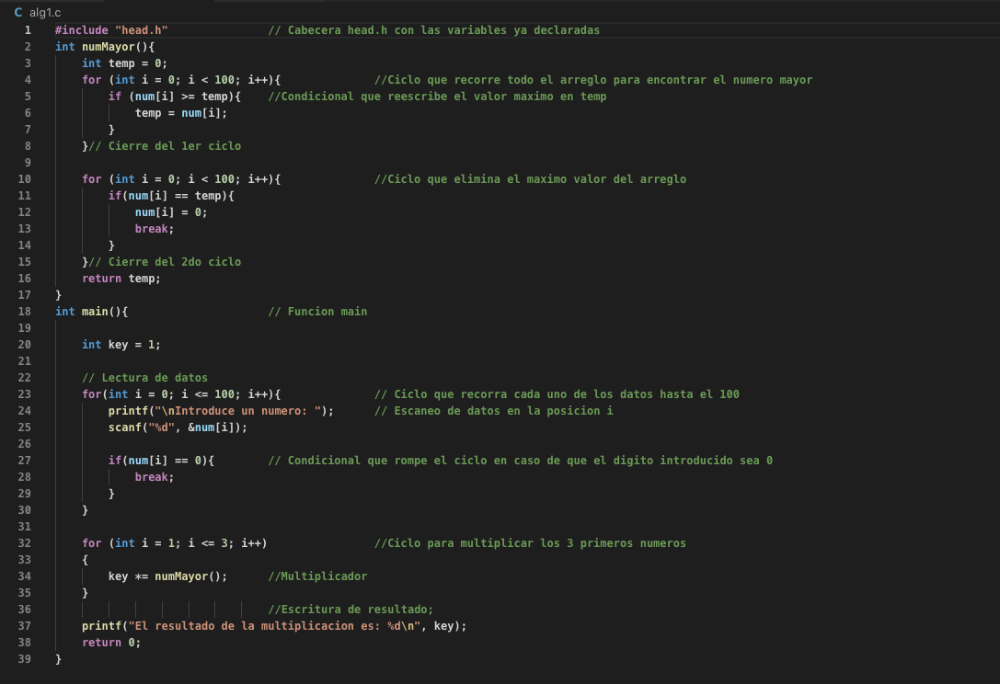 C alg1.c
1 #include "head.h" // Cabecera head.h con las variables ya declaradas
2 int numMayor(){
3 int temp = 0;
4 for (int i = 0; i < 100; i++){ //Ciclo que recorre todo el arreglo para encontrar el numero mayor
5 if (num[i] >= temp){ //Condicional que reescribe el valor maximo en temp
6 temp = num[i];
7 }
8 }// Cierre del 1er ciclo
9
10 for (int i = 0; i < 100; i++){ //Ciclo que elimina el maximo valor del arreglo
11 if(num[i] == temp){
12 num[i] = 0;
13 break;
14 }
15 }// Cierre del 2do ciclo
16 return temp;
17 }
18 int main(){ // Funcion main
19
20 int key = 1;
21
22 // Lectura de datos
23 for(int i = 0; i <= 100; i++){ // Ciclo que recorra cada uno de los datos hasta el 100
24 printf("\nIntroduce un numero: "); // Escaneo de datos en la posicion i
25 scanf("%d", &num[i]);
26
27 if(num[i] == 0){ // Condicional que rompe el ciclo en caso de que el digito introducido sea 0
28 break;
29 }
30 }
31
32 for (int i = 1; i <= 3; i++) //Ciclo para multiplicar los 3 primeros numeros
33 {
34 key *= numMayor(); //Multiplicador
35 }
36 //Escritura de resultado;
37 printf("El resultado de la multiplicacion es: %d\n", key);
38 return 0;
39 }